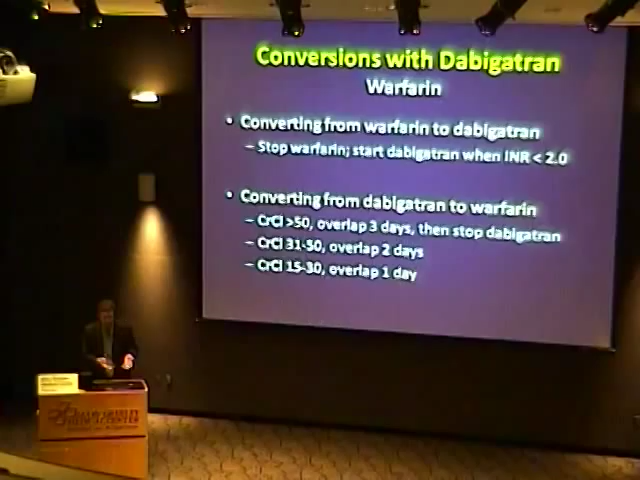 Conversions with Dabigatran
Warfarin
• Converting from warfarin to dabigatran
– Stop warfarin; start dabigatran when INR < 2.0
• Converting from dabigatran to warfarin
– CrCl >50, overlap 3 days, then stop dabigatran
– CrCl 31-50, overlap 2 days
– CrCl 15-30, overlap 1 day